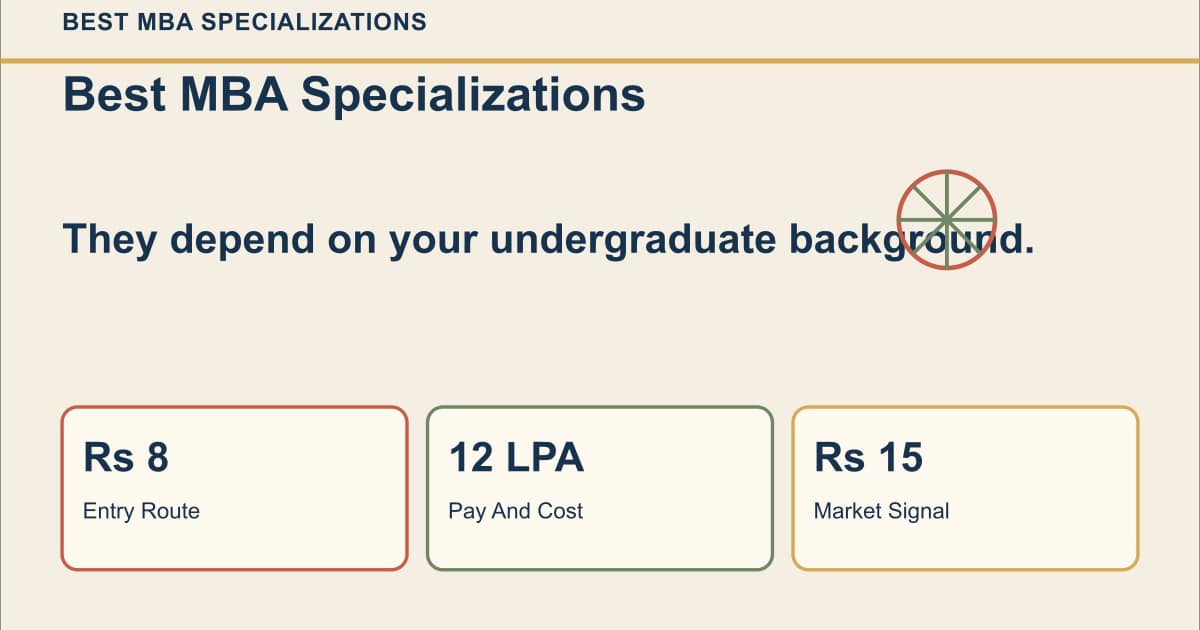 BEST MBA SPECIALIZATIONS
Best MBA Specializations
They depend on your undergraduate background.
Rs 8
Entry Route
12 LPA
Pay And Cost
Rs 15
Market Signal